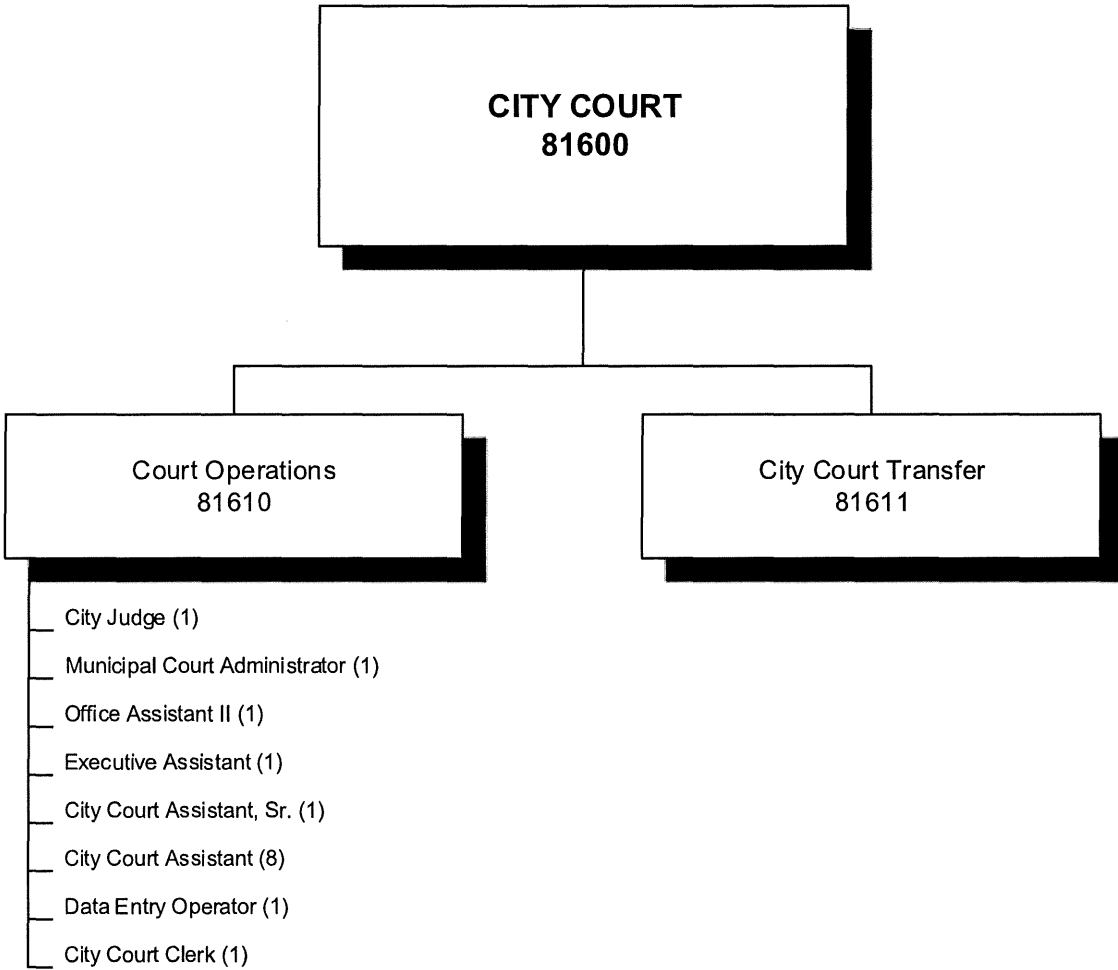 CITY COURT
81600
Court Operations
81610
City Court Transfer
81611
City Judge (1)
Municipal Court Administrator (1)
Office Assistant II (1)
Executive Assistant (1)
City Court Assistant, Sr. (1)
City Court Assistant (8)
Data Entry Operator (1)
City Court Clerk (1)